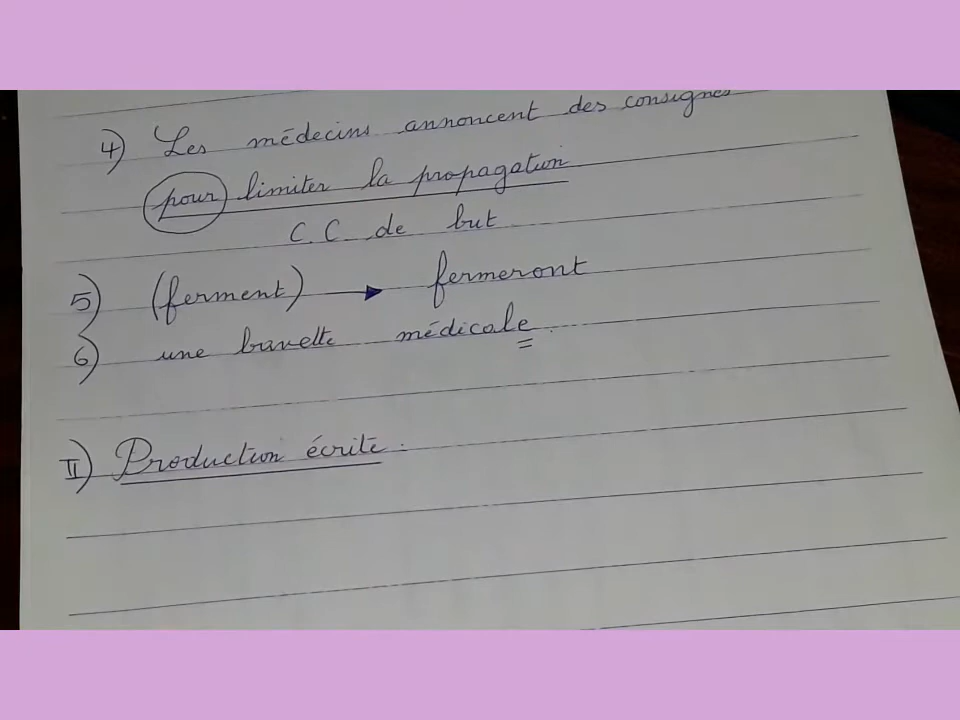 4) Les médecins annoncent des consignes
pour limiter la propagation
C.C. de but
5) (ferment) → fermeront
6) une bavette médicale.
II) Production écrite :